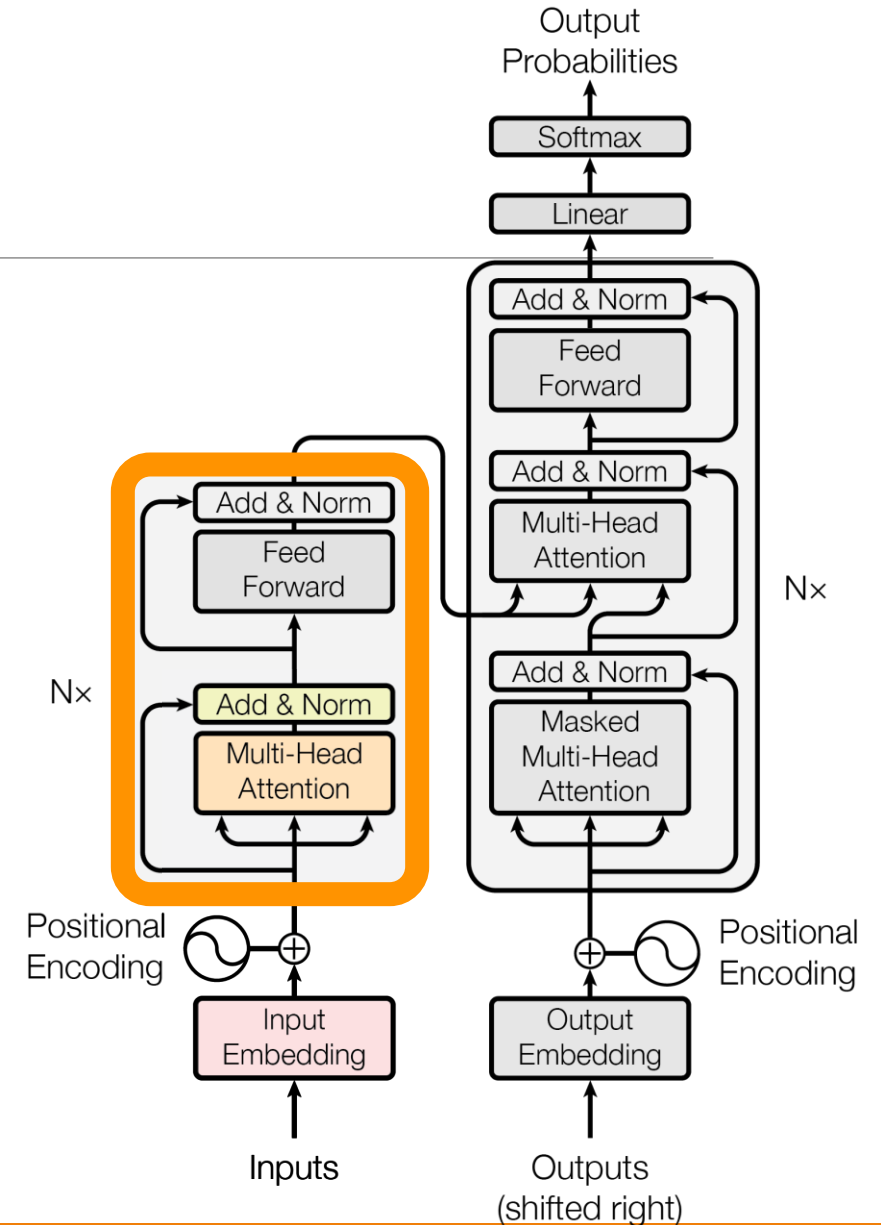 Output
Probabilities
Softmax
Linear
Add & Norm
Feed
Forward
Add & Norm
Multi-Head
Attention
Add & Norm
Masked
Multi-Head
Attention
N×
Add & Norm
Feed
Forward
N×
Add & Norm
Multi-Head
Attention
Positional
Encoding
Positional
Encoding
Input
Embedding
Output
Embedding
Inputs
Outputs
(shifted right)